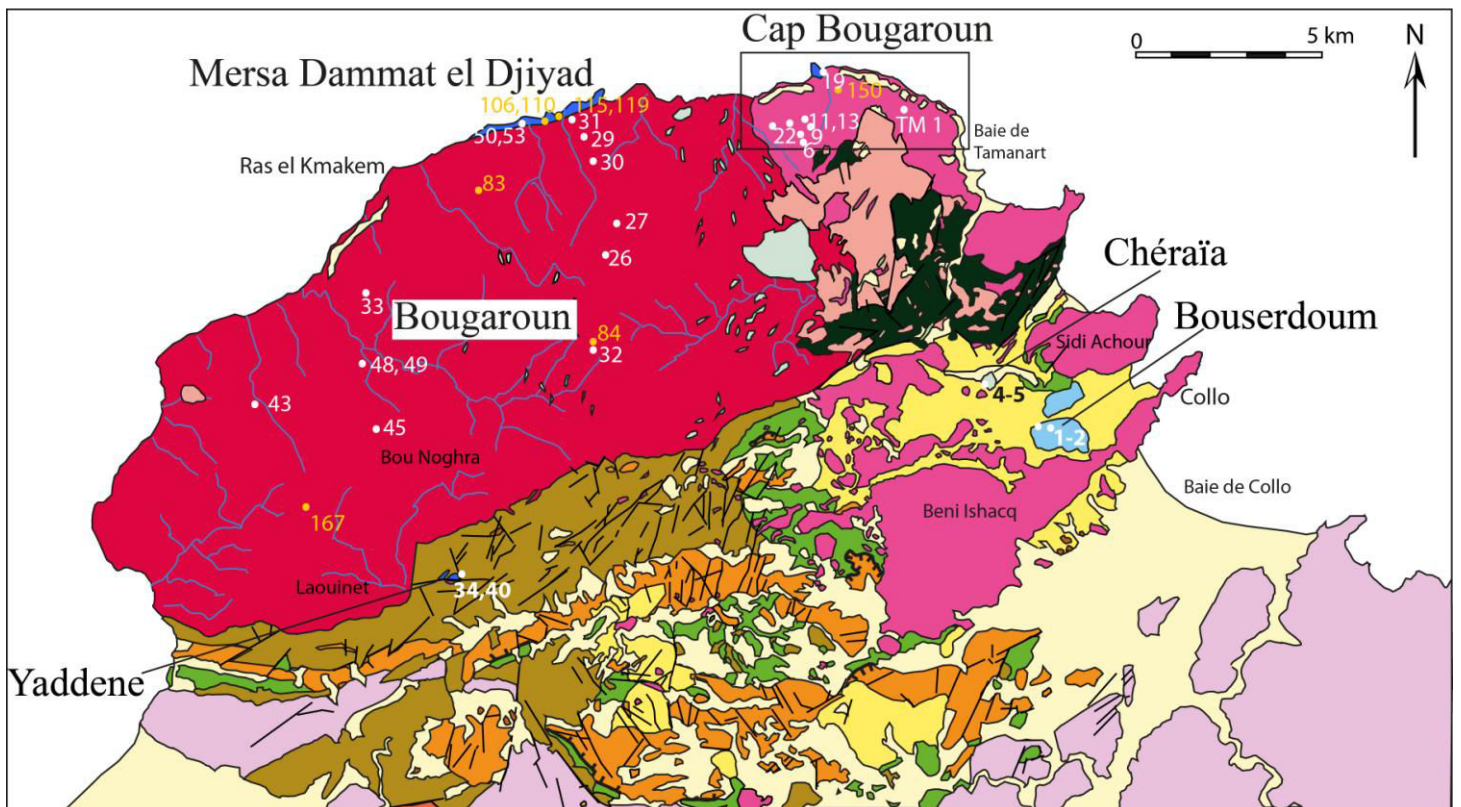 Cap Bougaroun
0 5 km
N
Mersa Dammat el Djiyad
19
150
106,110
115,119
31
50,53
29
11,13
TM 1
22
9
6
Baie de
Tamanart
Ras el Kmakem
30
83
27
26
Chéraïa
33
Bougaroun
Bouserdoum
84
32
Sidi Achour
48, 49
4-5
Collo
43
45
1-2
Bou Noghra
Baie de Collo
167
Beni Ishacq
Laouinet
34,40
Yaddene